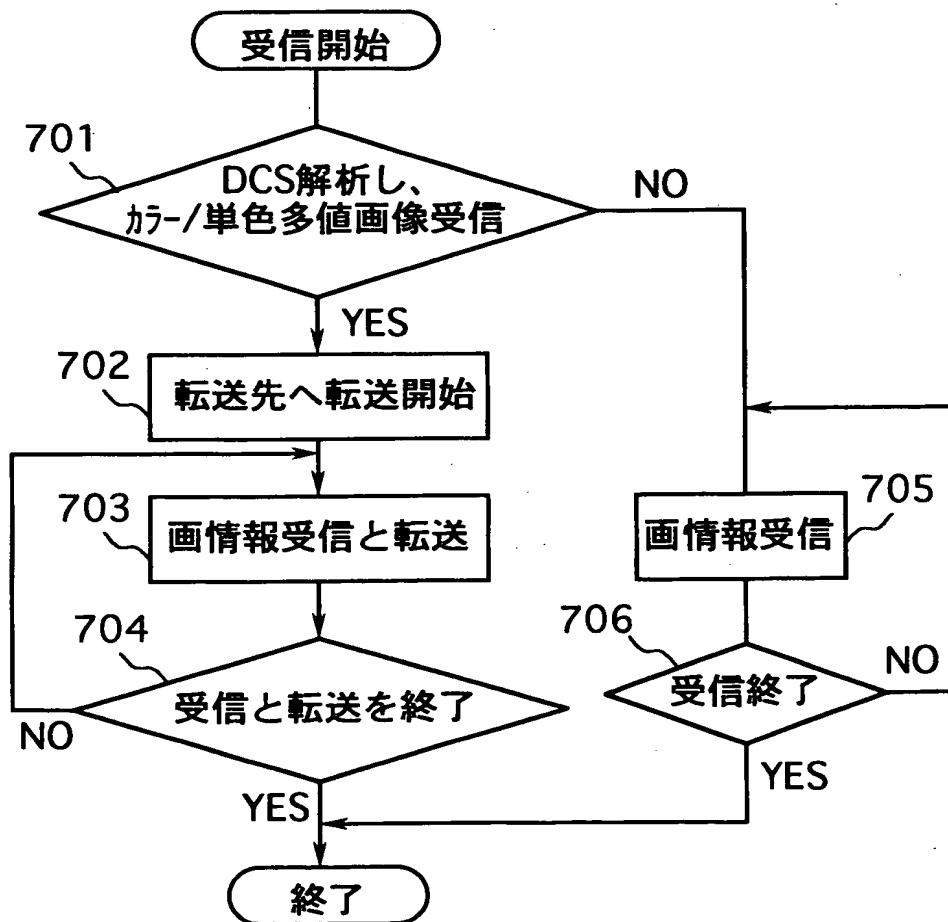 受信開始
701
DCS解析し、
ｶﾗｰ/単色多値画像受信
NO
YES
702
転送先へ転送開始
703
画情報受信と転送
705
画情報受信
704
受信と転送を終了
NO
706
受信終了
NO
YES
YES
終了